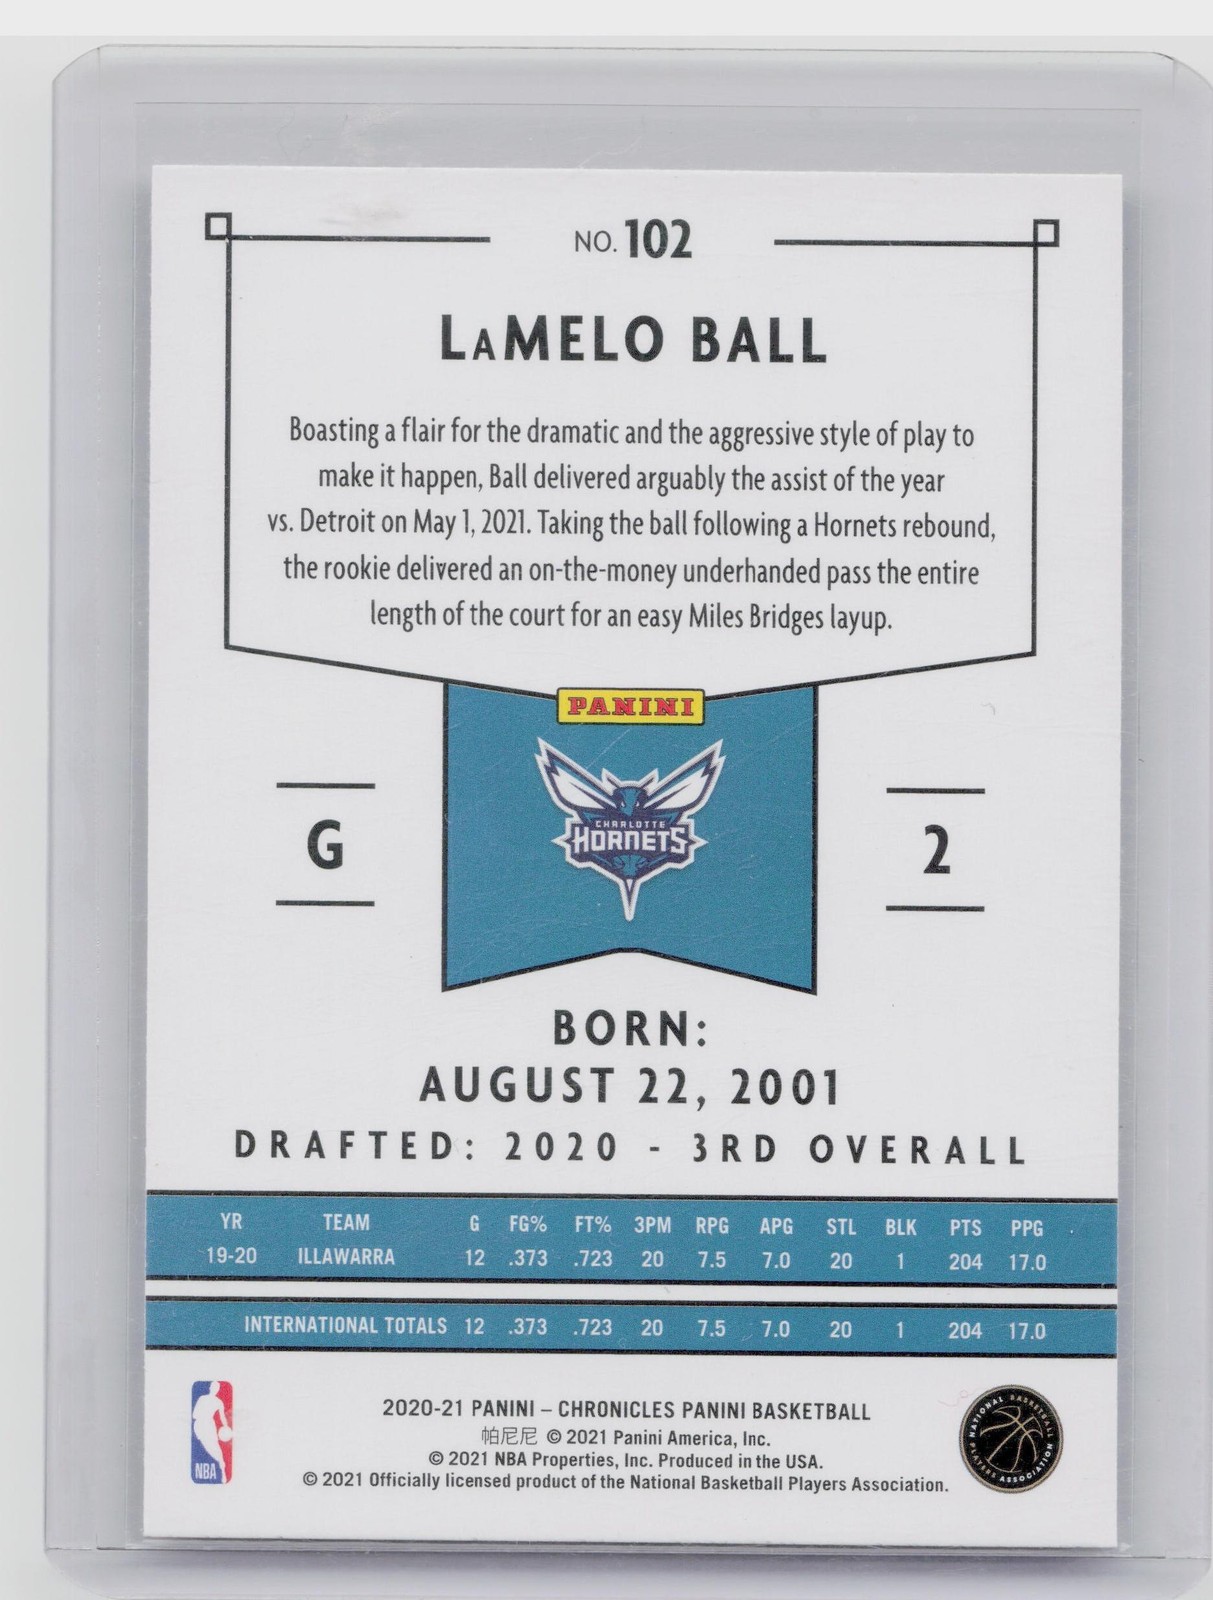 NO. 102
LaMELO BALL
Boasting a flair for the dramatic and the aggressive style of play to
make it happen, Ball delivered arguably the assist of the year
vs. Detroit on May 1, 2021. Taking the ball following a Hornets rebound,
the rookie delivered an on-the-money underhanded pass the entire
length of the court for an easy Miles Bridges layup.
PANINI
CHARLOTTE
HORNETS
G
2
BORN:
AUGUST 22, 2001
DRAFTED: 2020 - 3RD OVERALL
YR TEAM G FG% FT% 3PM RPG APG STL BLK PTS PPG
19-20 ILLAWARRA 12 .373 .723 20 7.5 7.0 20 1 204 17.0
INTERNATIONAL TOTALS 12 .373 .723 20 7.5 7.0 20 1 204 17.0
NBA
2020-21 PANINI – CHRONICLES PANINI BASKETBALL
帕尼尼 © 2021 Panini America, Inc.
© 2021 NBA Properties, Inc. Produced in the USA.
© 2021 Officially licensed product of the National Basketball Players Association.
NATIONAL BASKETBALL
PLAYERS ASSOCIATION